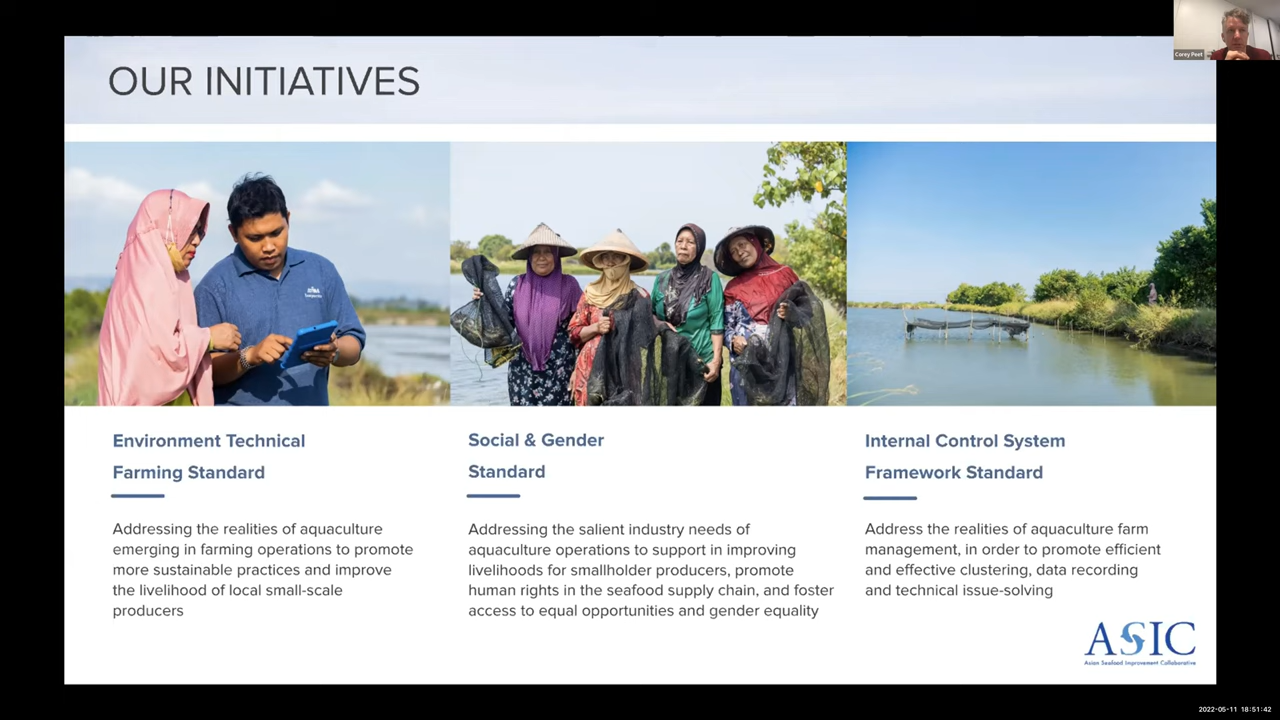 Corey Peet
OUR INITIATIVES
Environment Technical
Farming Standard
Addressing the realities of aquaculture
emerging in farming operations to promote
more sustainable practices and improve
the livelihood of local small-scale
producers
Social & Gender
Standard
Addressing the salient industry needs of
aquaculture operations to support in improving
livelihoods for smallholder producers, promote
human rights in the seafood supply chain, and foster
access to equal opportunities and gender equality
Internal Control System
Framework Standard
Address the realities of aquaculture farm
management, in order to promote efficient
and effective clustering, data recording
and technical issue-solving
ASIC
Asian Seafood Improvement Collaborative
2022-05-11 18:51:42